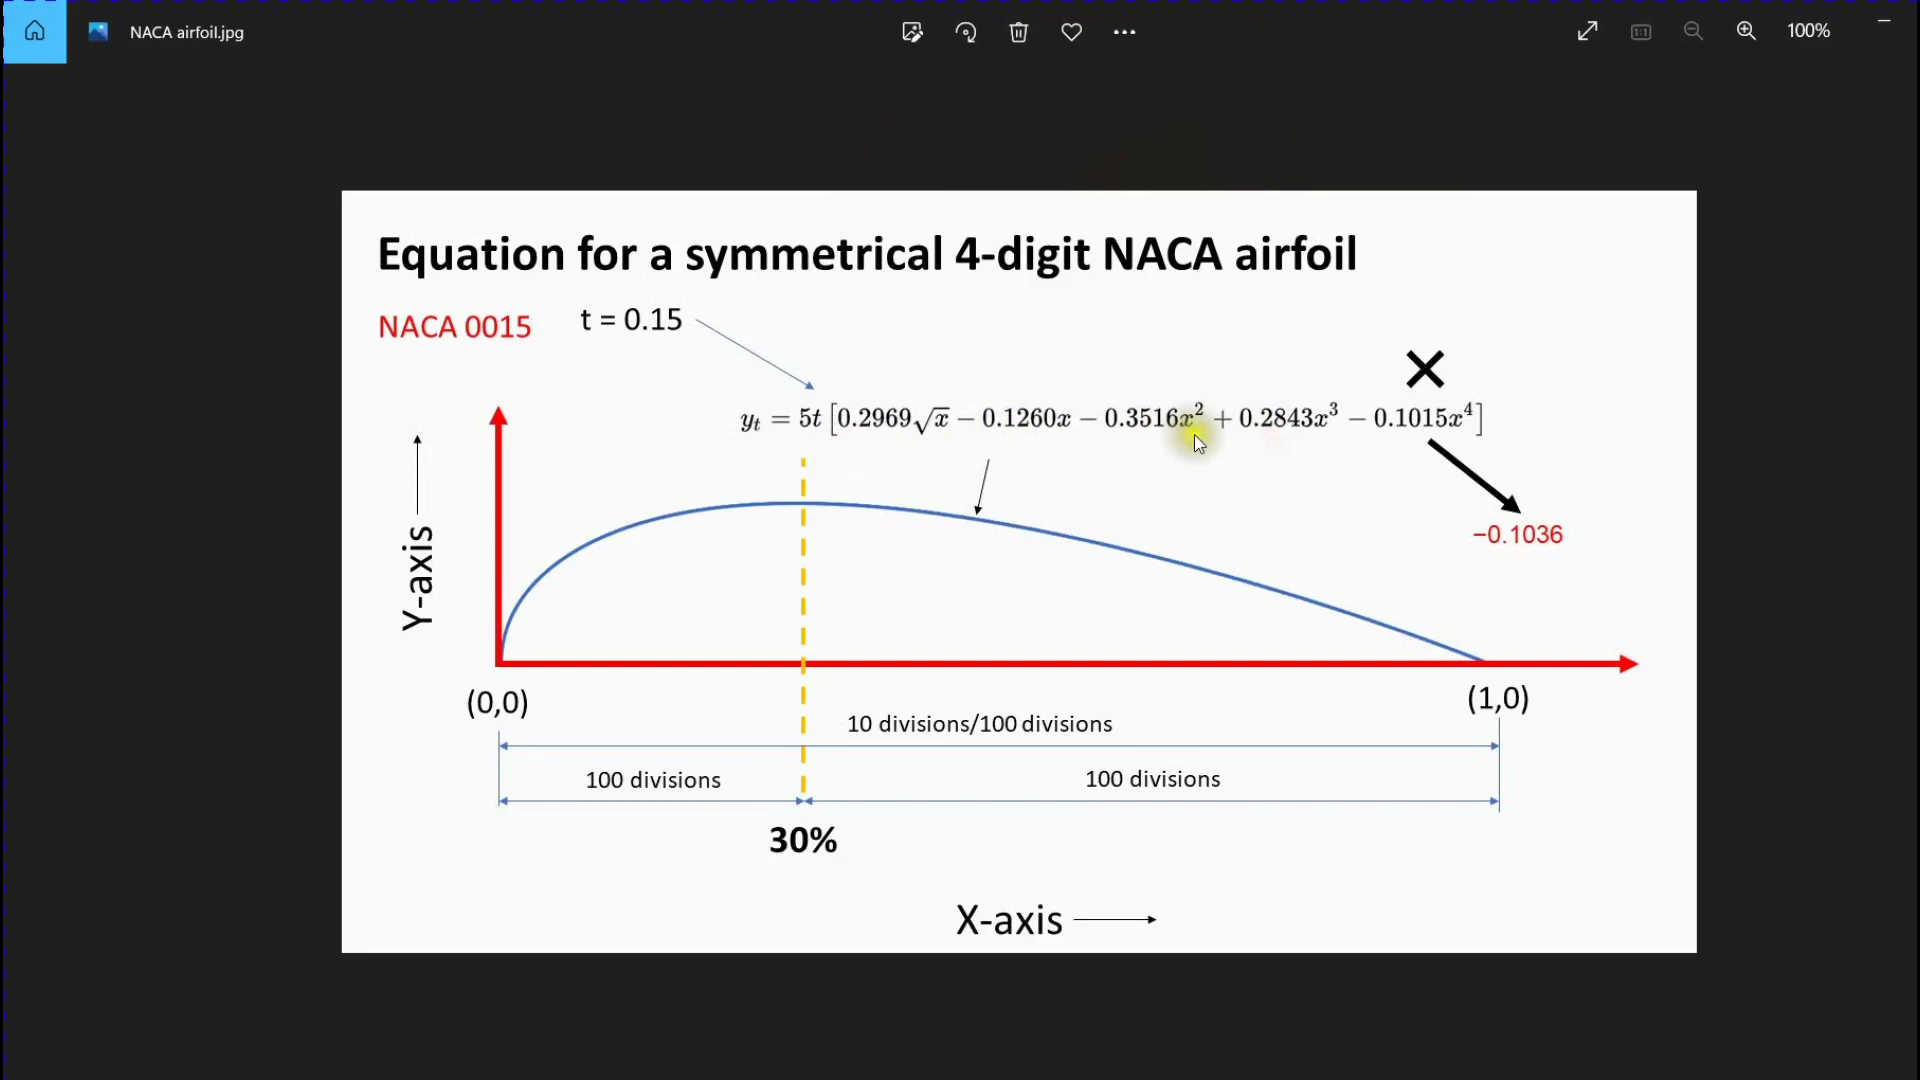 NACA airfoil.jpg
100%
Equation for a symmetrical 4-digit NACA airfoil
NACA 0015
t = 0.15
yₜ = 5t [0.2969√x − 0.1260x − 0.3516x² + 0.2843x³ − 0.1015x⁴]
−0.1036
Y-axis
(0,0)
(1,0)
10 divisions/100 divisions
100 divisions
100 divisions
30%
X-axis